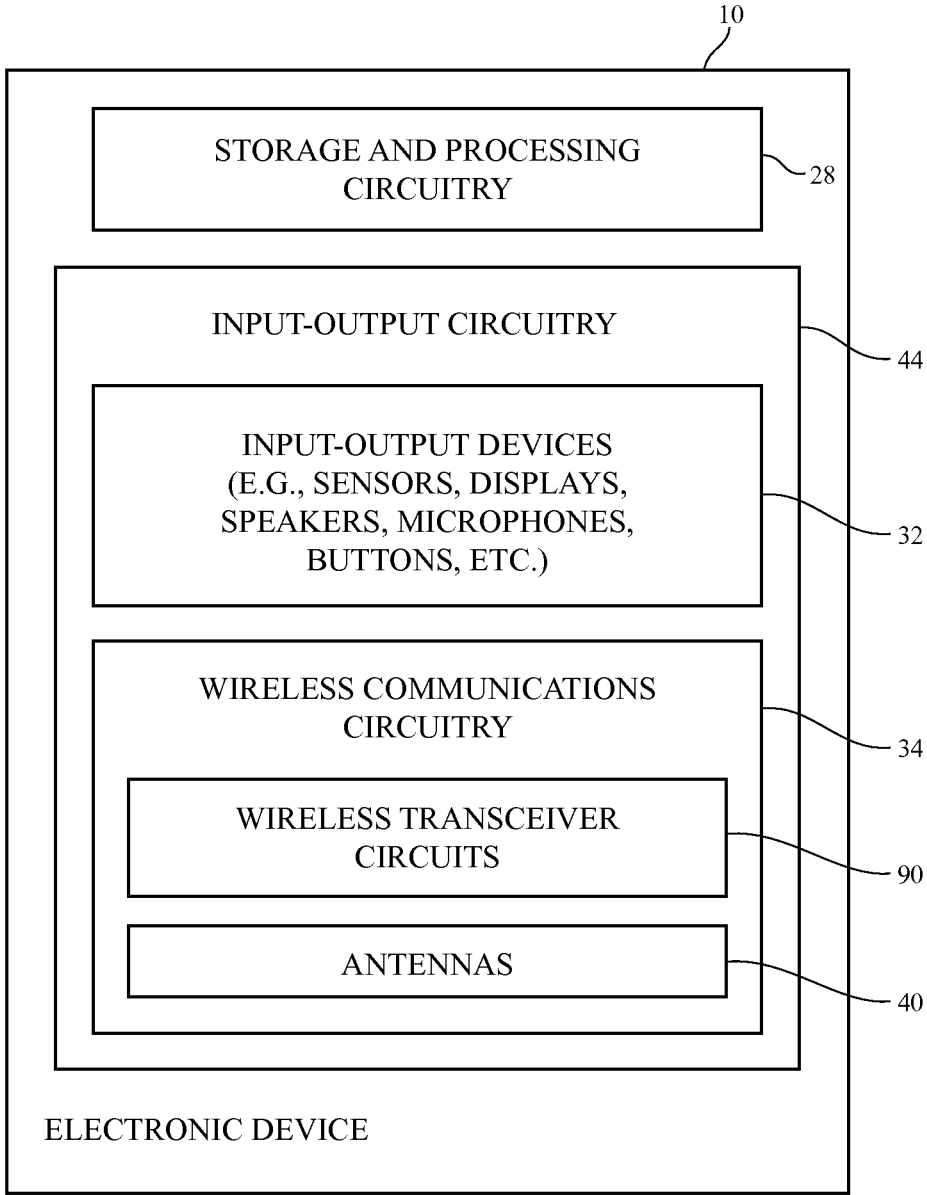 10
STORAGE AND PROCESSING
CIRCUITRY
28
INPUT-OUTPUT CIRCUITRY
44
INPUT-OUTPUT DEVICES
(E.G., SENSORS, DISPLAYS,
SPEAKERS, MICROPHONES,
BUTTONS, ETC.)
32
WIRELESS COMMUNICATIONS
CIRCUITRY
34
WIRELESS TRANSCEIVER
CIRCUITS
90
ANTENNAS
40
ELECTRONIC DEVICE